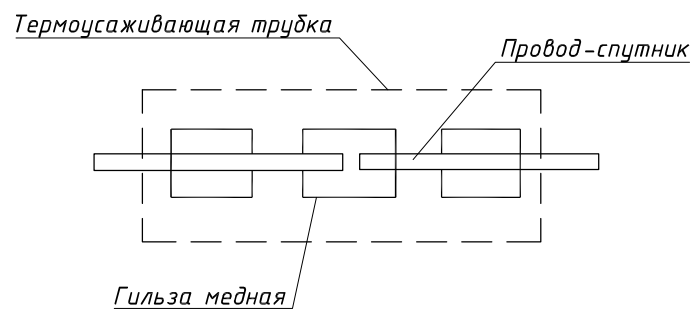 Термоусаживающая трубка
Провод-спутник
Гильза медная